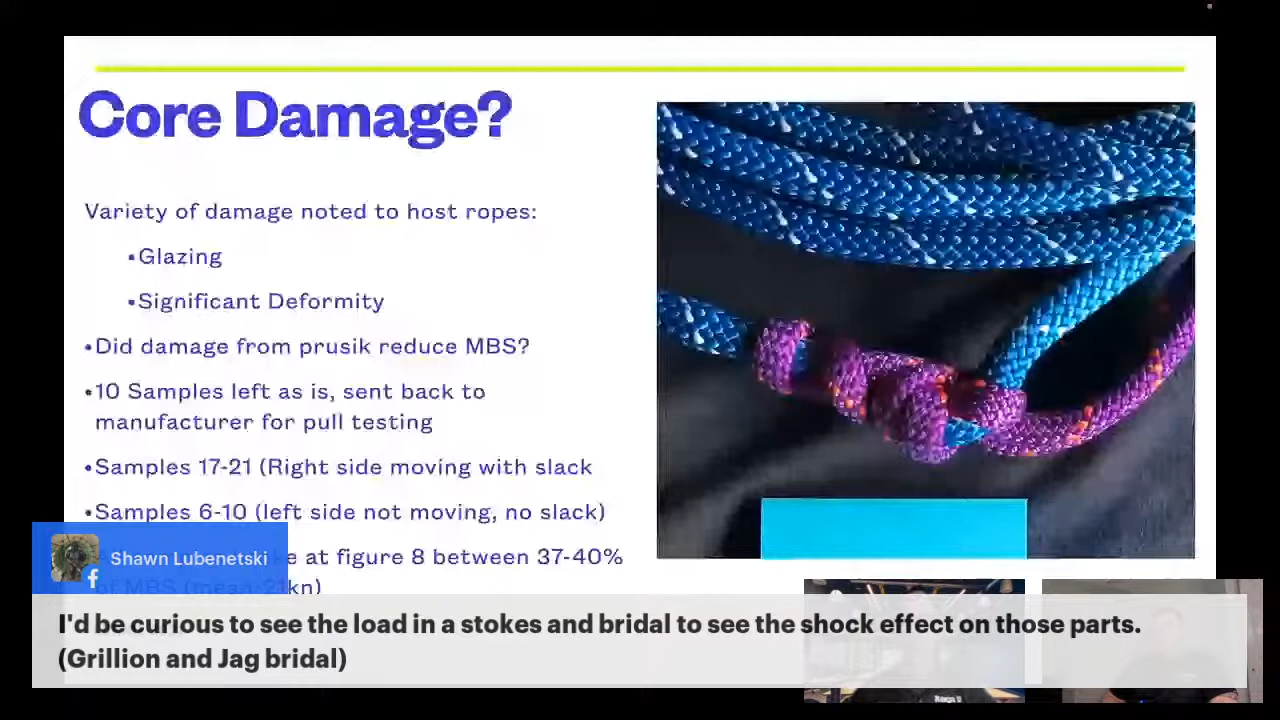 Core Damage?
Variety of damage noted to host ropes:
•Glazing
•Significant Deformity
•Did damage from prusik reduce MBS?
•10 Samples left as is, sent back to
manufacturer for pull testing
•Samples 17-21 (Right side moving with slack
•Samples 6-10 (left side not moving, no slack)
at figure 8 between 37-40%
of MBS (mean 21kn)
Shawn Lubenetski
I'd be curious to see the load in a stokes and bridal to see the shock effect on those parts.
(Grillion and Jag bridal)